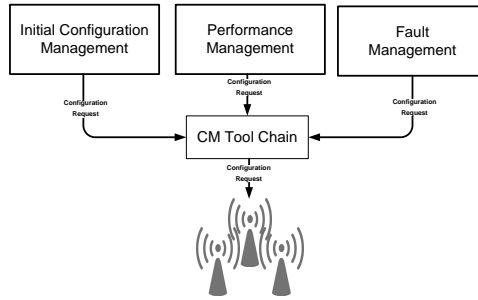 Initial Configuration
Management
Performance
Management
Fault
Management
Configuration
Request
Configuration
Request
Configuration
Request
CM Tool Chain
Configuration
Request